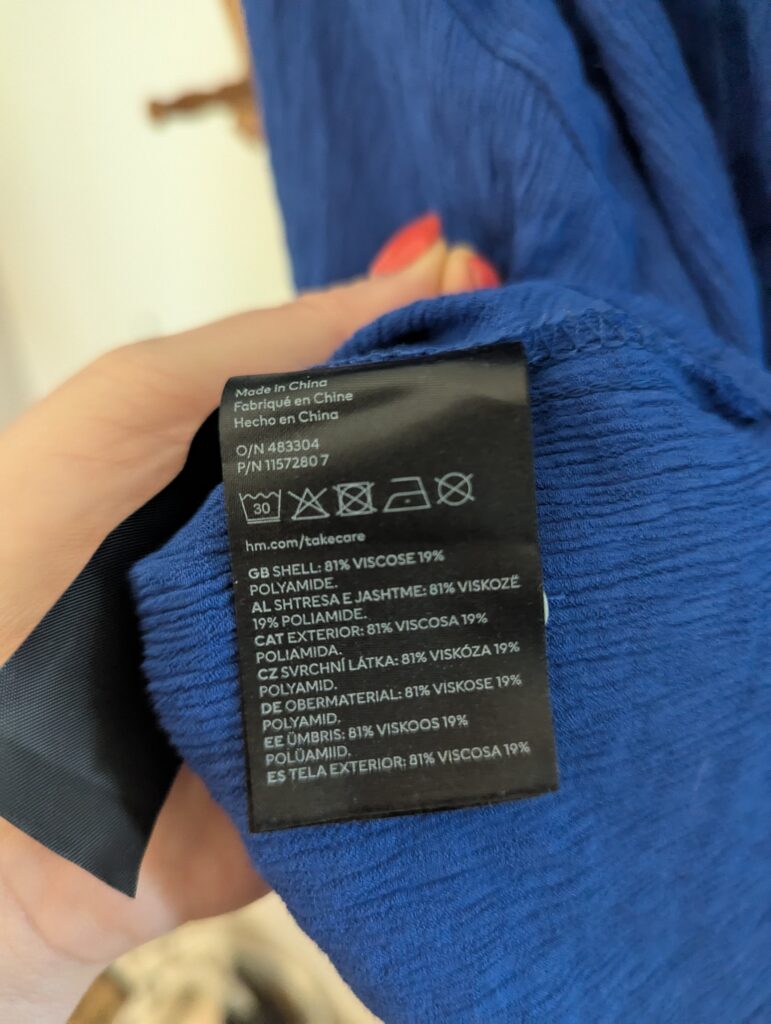 Made in China
Fabriqué en Chine
Hecho en China
O/N 483304
P/N 1157280 7
30
hm.com/takecare
GB SHELL: 81% VISCOSE 19%
POLYAMIDE.
AL SHTRESA E JASHTME: 81% VISKOZË
19% POLIAMIDE.
CAT EXTERIOR: 81% VISCOSA 19%
POLIAMIDA.
CZ SVRCHNÍ LÁTKA: 81% VISKÓZA 19%
POLYAMID.
DE OBERMATERIAL: 81% VISKOSE 19%
POLYAMID.
EE ÜMBRIS: 81% VISKOOS 19%
POLÜAMIID.
ES TELA EXTERIOR: 81% VISCOSA 19%